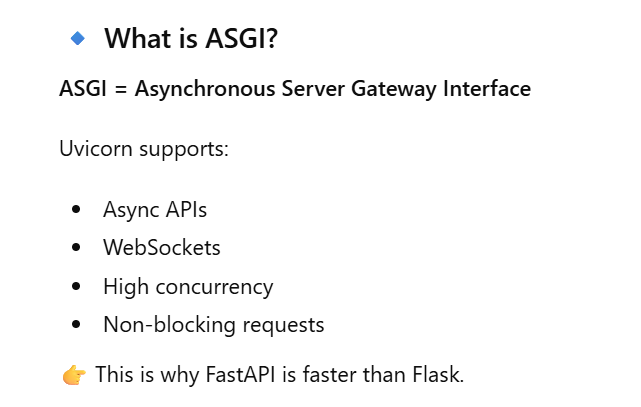 🔹 What is ASGI?
ASGI = Asynchronous Server Gateway Interface
Uvicorn supports:
• Async APIs
• WebSockets
• High concurrency
• Non-blocking requests
👉 This is why FastAPI is faster than Flask.